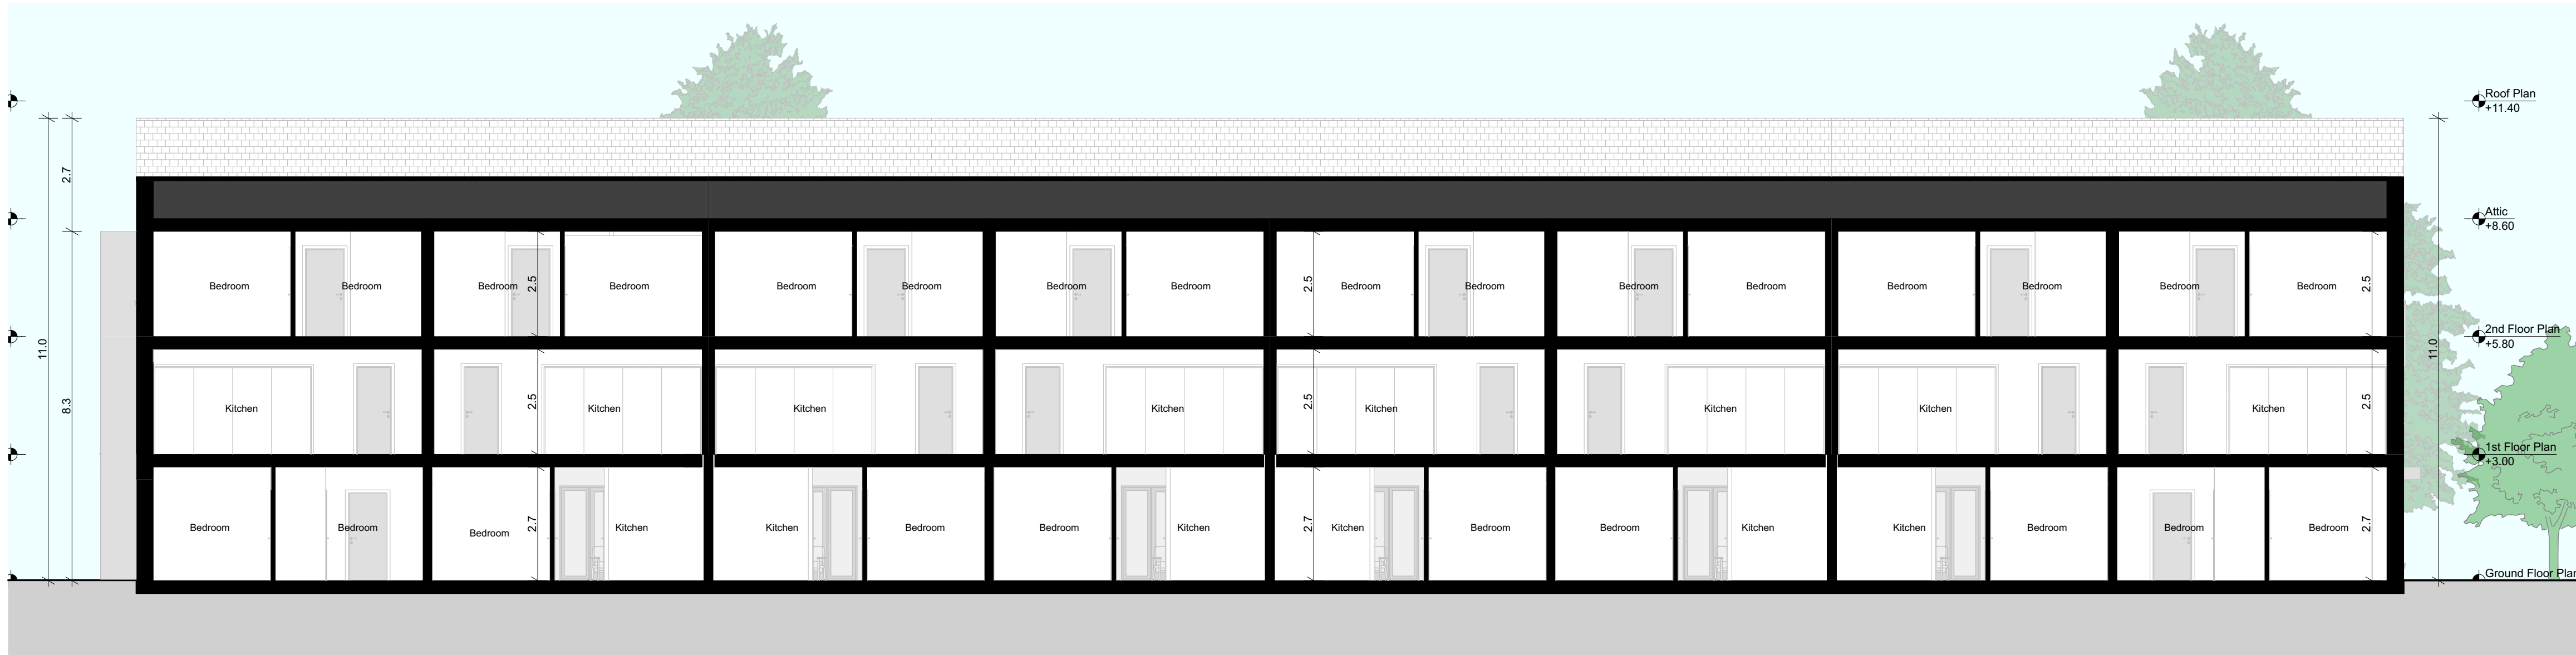 Roof Plan
+11.40
2.7
Attic
+8.60
Bedroom Bedroom Bedroom 2.5 Bedroom Bedroom Bedroom Bedroom Bedroom 2.5 Bedroom Bedroom Bedroom Bedroom Bedroom Bedroom Bedroom Bedroom 2.5
2nd Floor Plan
+5.80
11.0
11.0
8.3
Kitchen 2.5 Kitchen Kitchen Kitchen 2.5 Kitchen Kitchen Kitchen Kitchen 2.5
1st Floor Plan
+3.00
Bedroom Bedroom Bedroom 2.7 Kitchen Kitchen Bedroom Bedroom Kitchen 2.7 Kitchen Bedroom Bedroom Kitchen Kitchen Bedroom Bedroom Bedroom 2.7
Ground Floor Plan